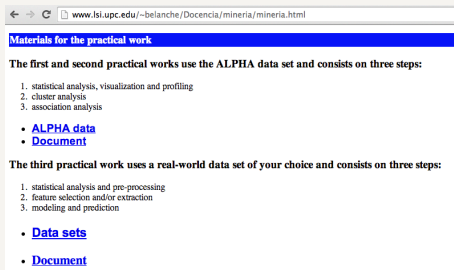 www.lsi.upc.edu/~belanche/Docencia/mineria/mineria.html
Materials for the practical work
The first and second practical works use the ALPHA data set and consists on three steps:
1. statistical analysis, visualization and profiling
2. cluster analysis
3. association analysis
• ALPHA data
• Document
The third practical work uses a real-world data set of your choice and consists on three steps:
1. statistical analysis and pre-processing
2. feature selection and/or extraction
3. modeling and prediction
• Data sets
• Document